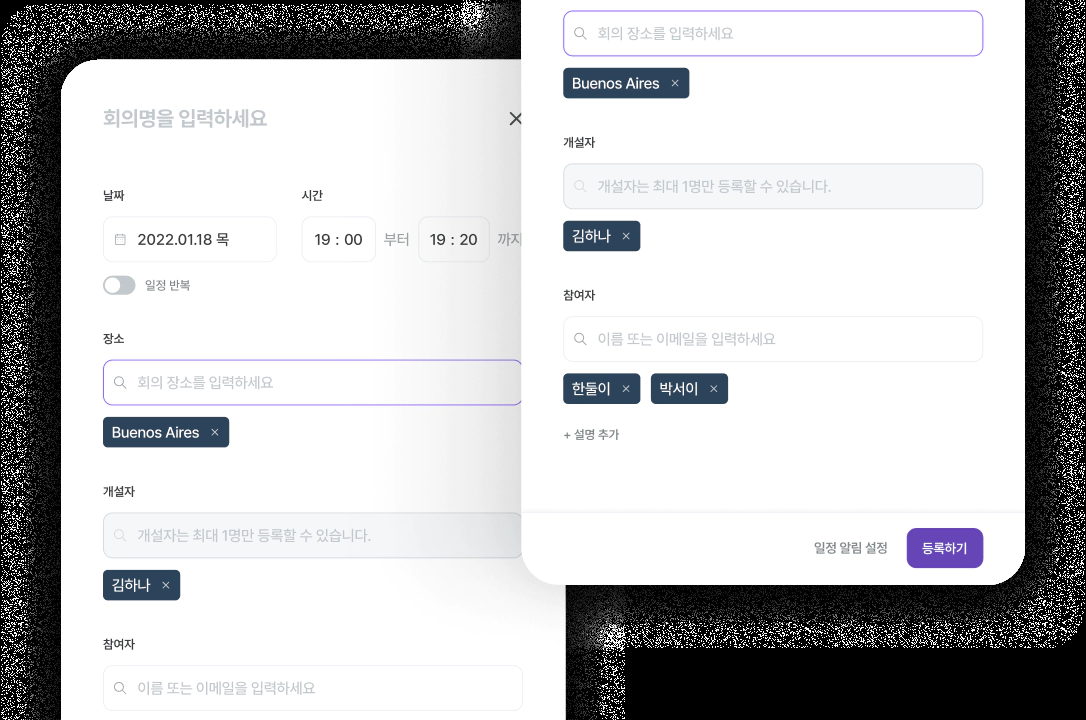 회의명을 입력하세요
날짜
시간
2022.01.18 목
19 : 00 부터 19 : 20 까지
일정 반복
장소
회의 장소를 입력하세요
Buenos Aires ×
개설자
개설자는 최대 1명만 등록할 수 있습니다.
김하나 ×
참여자
이름 또는 이메일을 입력하세요
회의 장소를 입력하세요
Buenos Aires ×
개설자
개설자는 최대 1명만 등록할 수 있습니다.
김하나 ×
참여자
이름 또는 이메일을 입력하세요
한둘이 × 박서이 ×
+ 설명 추가
일정 알림 설정 등록하기